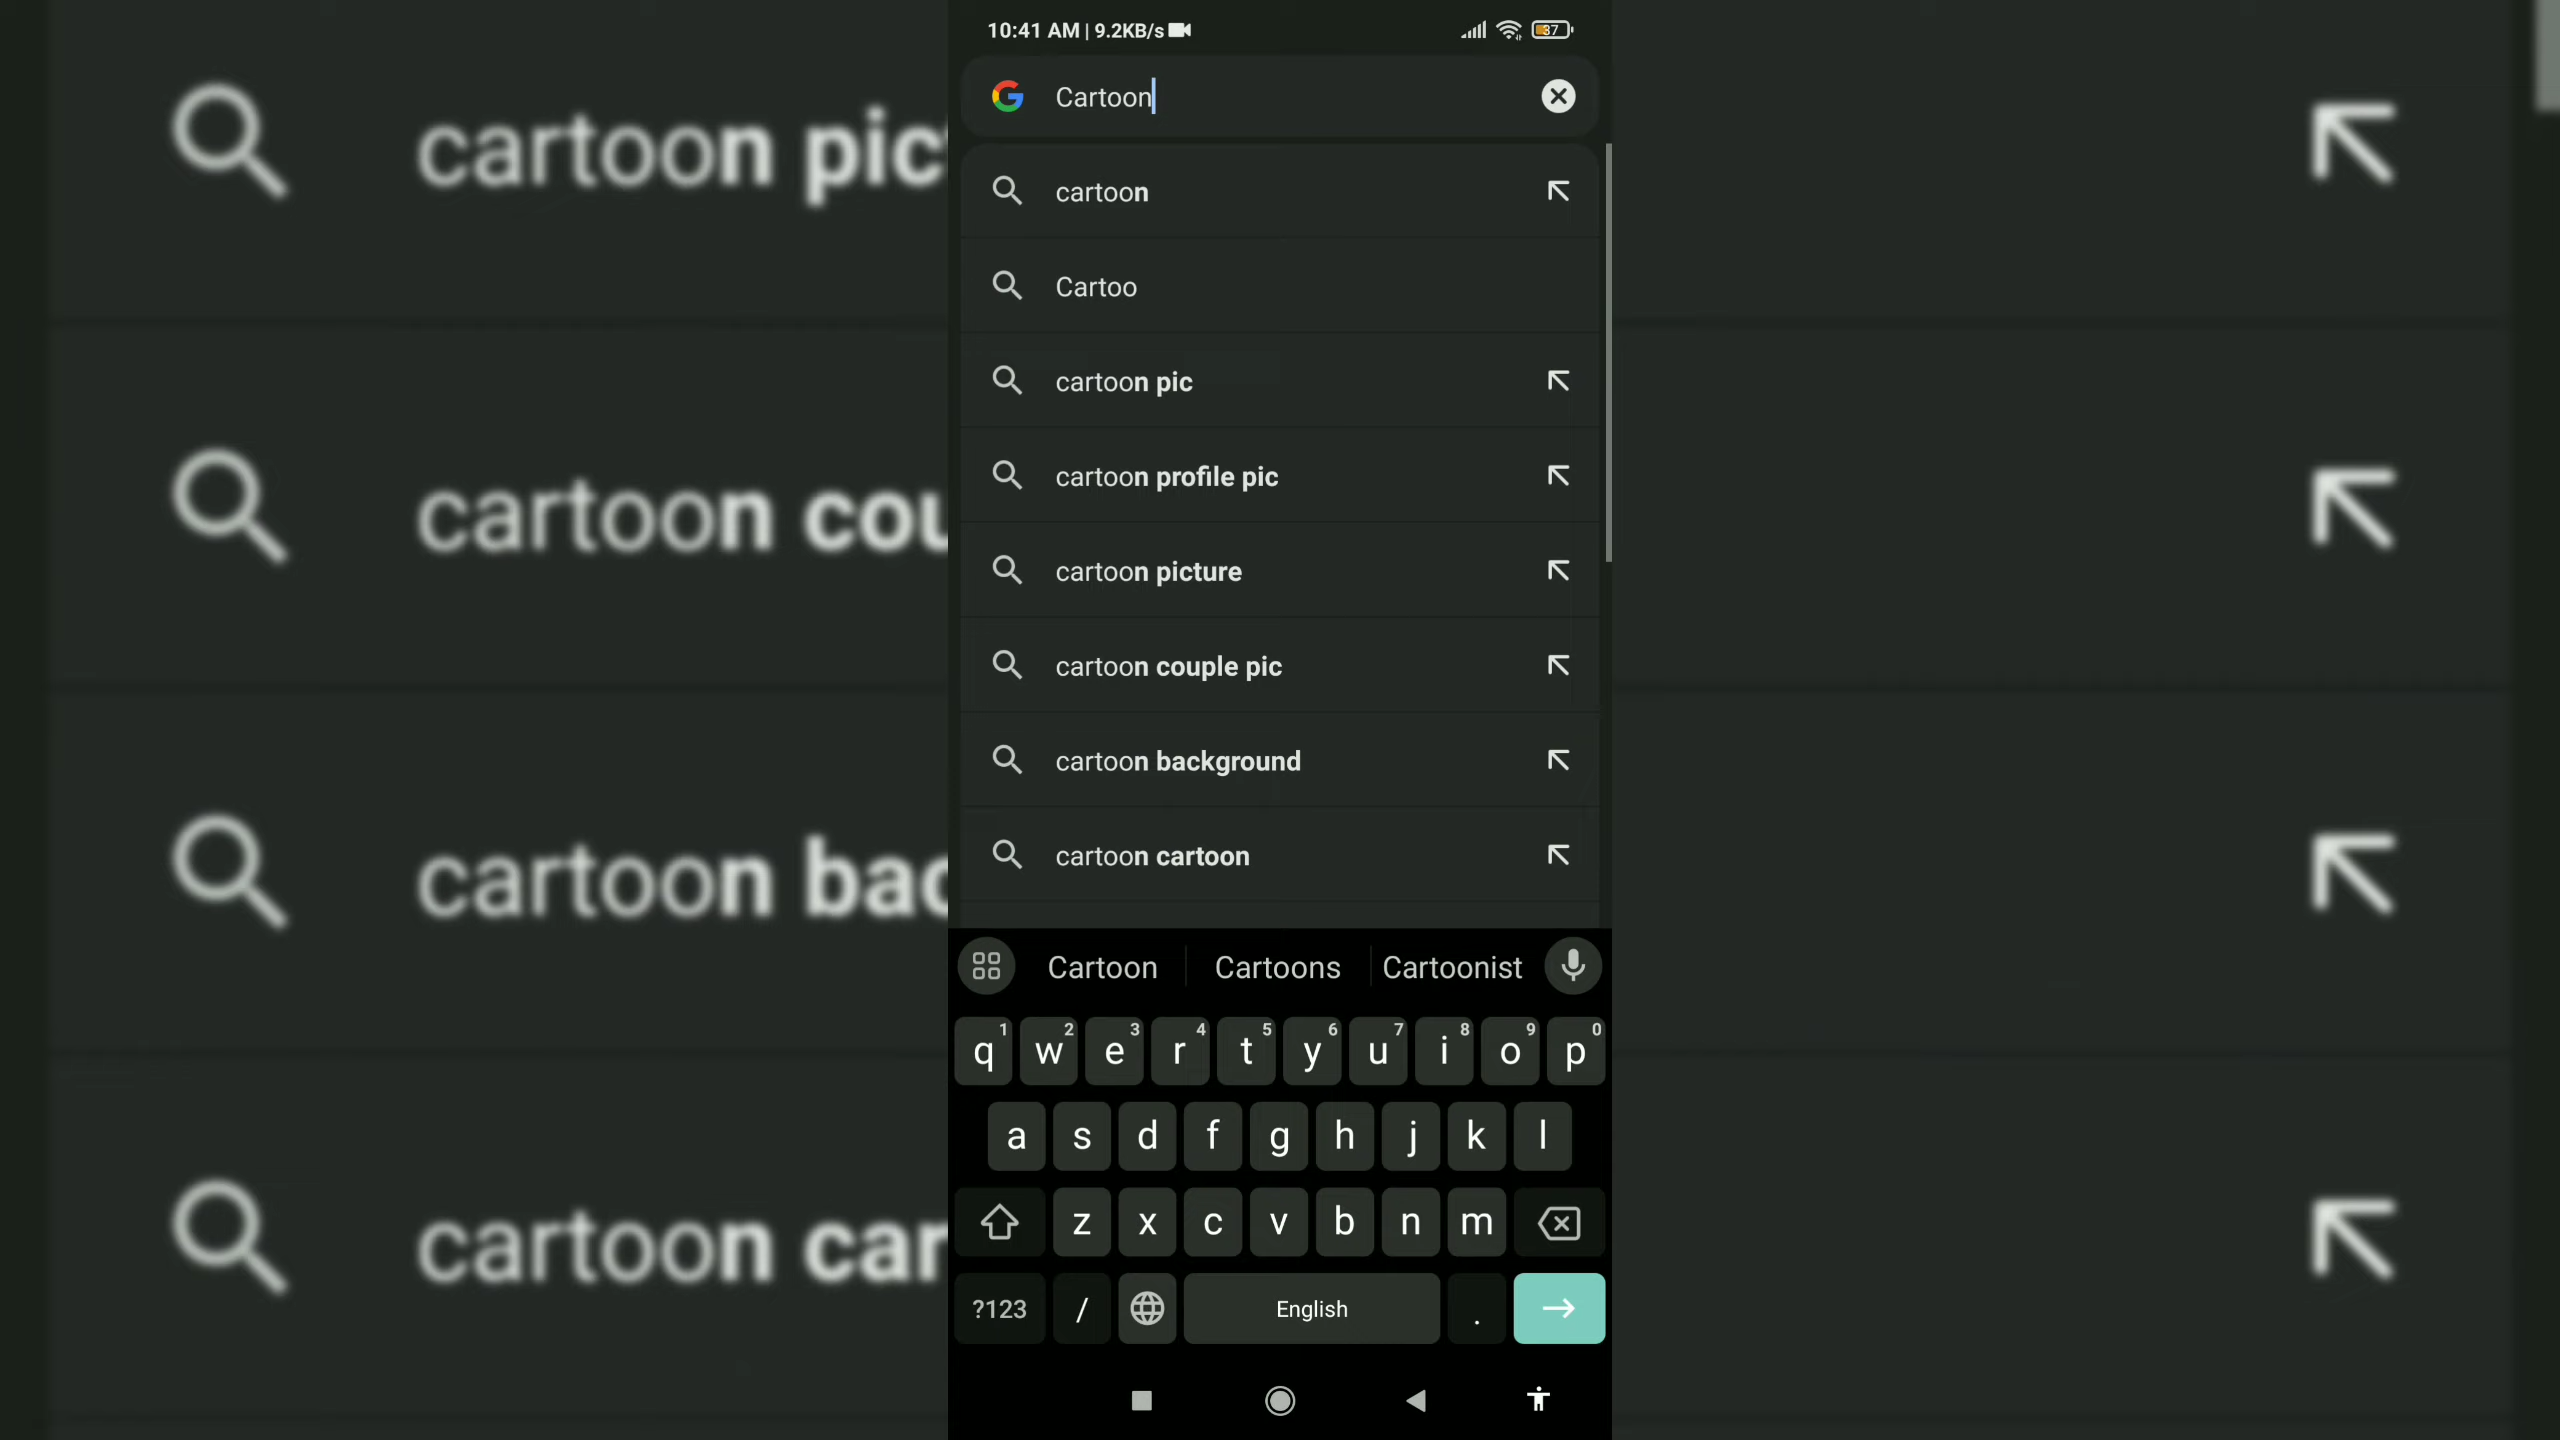 10:41 AM | 9.2KB/s
37
Cartoon
cartoon
Cartoo
cartoon pic
cartoon profile pic
cartoon picture
cartoon couple pic
cartoon background
cartoon cartoon
Cartoon Cartoons Cartoonist
q1 w2 e3 r4 t5 y6 u7 i8 o9 p0
a s d f g h j k l
z x c v b n m
?123 / English .
cartoon pic
cartoon cou
cartoon bac
cartoon car